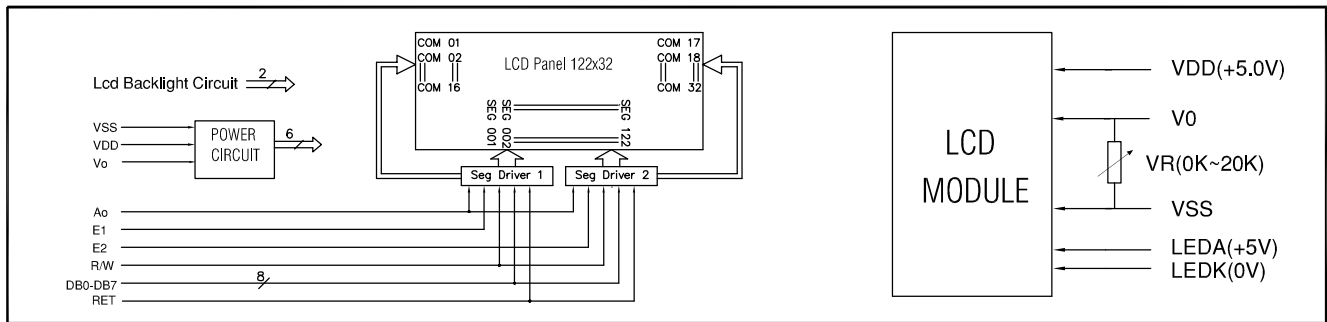 COM 01
COM 02
COM 16
LCD Panel 122x32
COM 17
COM 18
COM 32
SEG 001
SEG 002
SEG 122
Lcd Backlight Circuit 2
VSS
VDD
Vo
POWER
CIRCUIT
6
Seg Driver 1
Seg Driver 2
Ao
E1
E2
R/W
DB0-DB7
8
RET
LCD
MODULE
VDD(+5.0V)
V0
VR(0K~20K)
VSS
LEDA(+5V)
LEDK(0V)